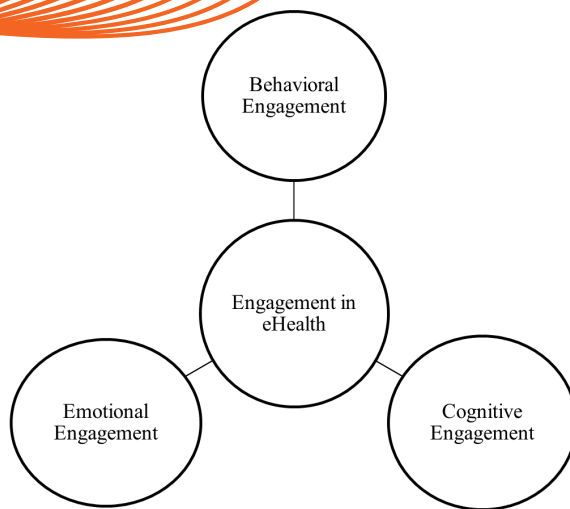 Behavioral
Engagement
Engagement in
eHealth
Emotional
Engagement
Cognitive
Engagement